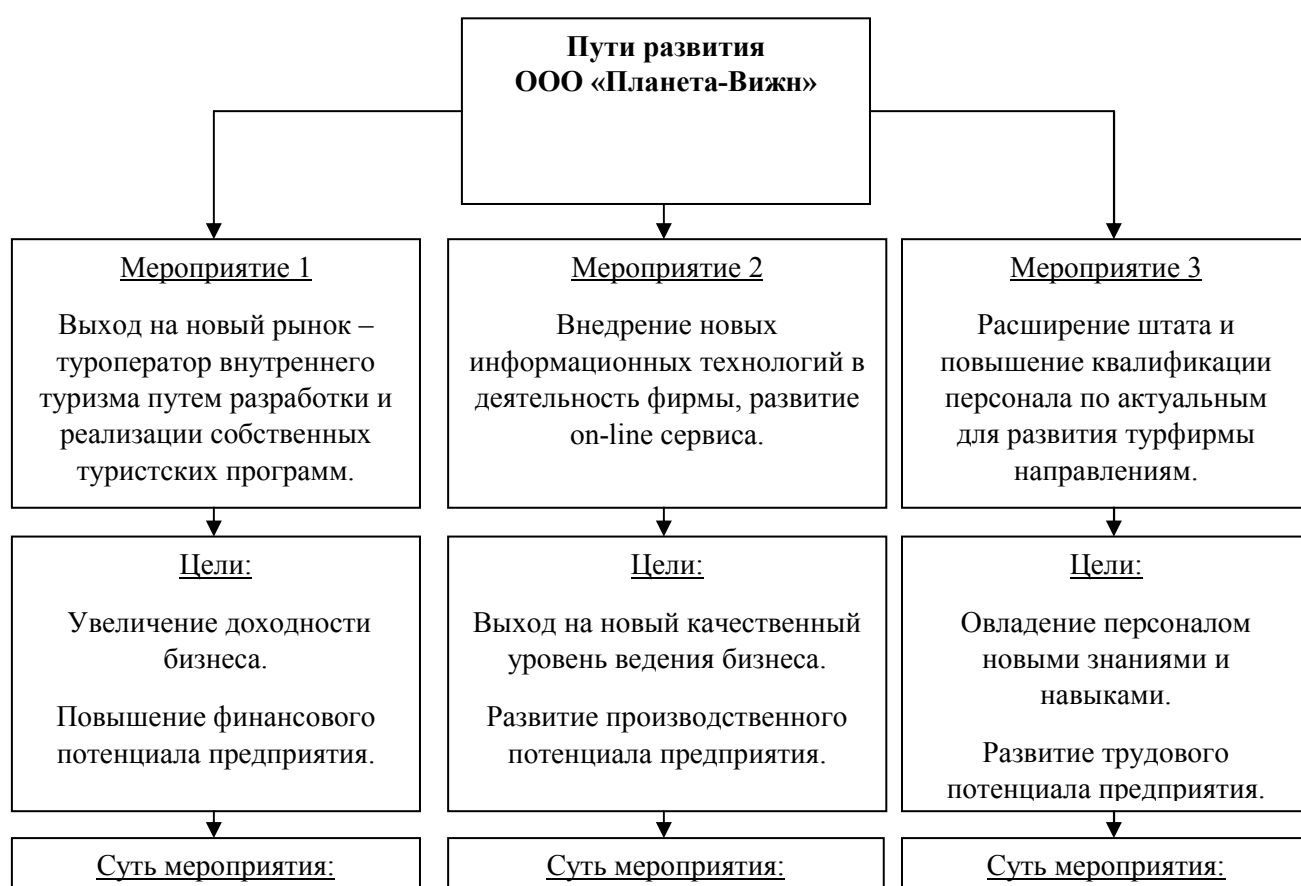 Пути развития
ООО «Планета-Вижн»
Мероприятие 1
Выход на новый рынок –
туроператор внутреннего
туризма путем разработки и
реализации собственных
туристских программ.
Мероприятие 2
Внедрение новых
информационных технологий в
деятельность фирмы, развитие
on-line сервиса.
Мероприятие 3
Расширение штата и
повышение квалификации
персонала по актуальным
для развития турфирмы
направлениям.
Цели:
Увеличение доходности
бизнеса.
Повышение финансового
потенциала предприятия.
Цели:
Выход на новый качественный
уровень ведения бизнеса.
Развитие производственного
потенциала предприятия.
Цели:
Овладение персоналом
новыми знаниями и
навыками.
Развитие трудового
потенциала предприятия.
Суть мероприятия:
Суть мероприятия:
Суть мероприятия: